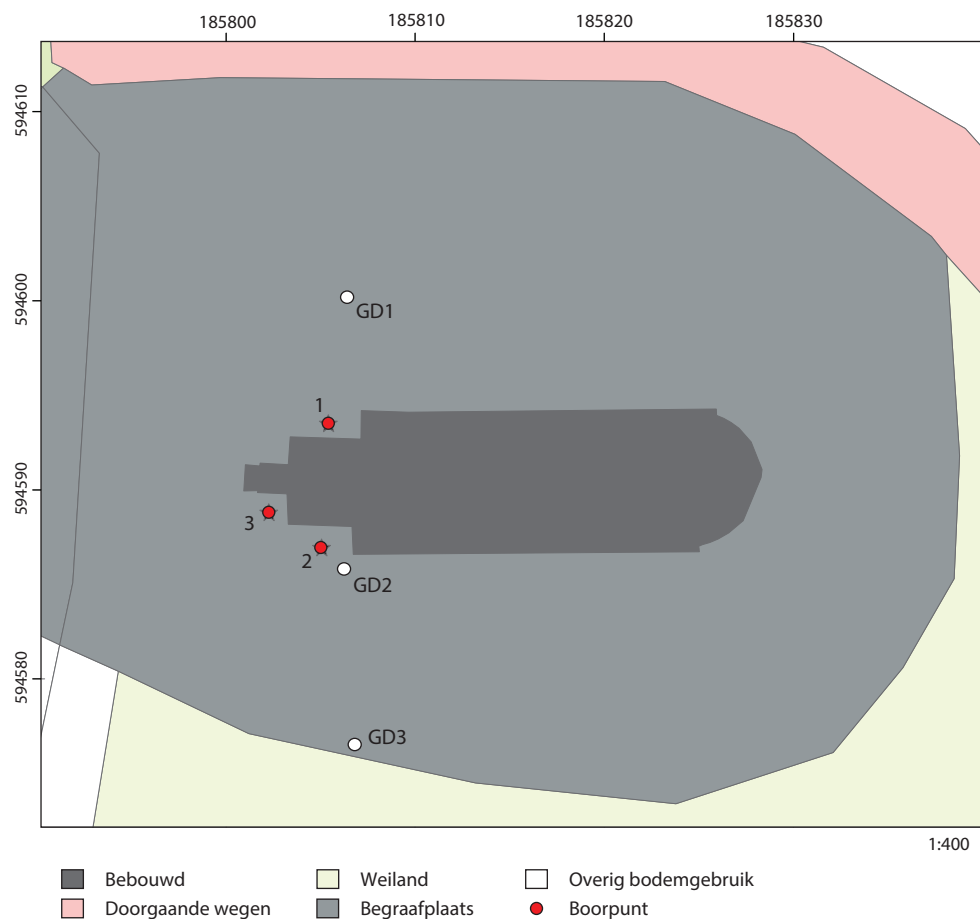 185800 185810 185820 185830
594610
594600
GD1
1
594590
3
2
GD2
594580
GD3
1:400
Bebouwd Weiland Overig bodemgebruik
Doorgaande wegen Begraafplaats Boorpunt